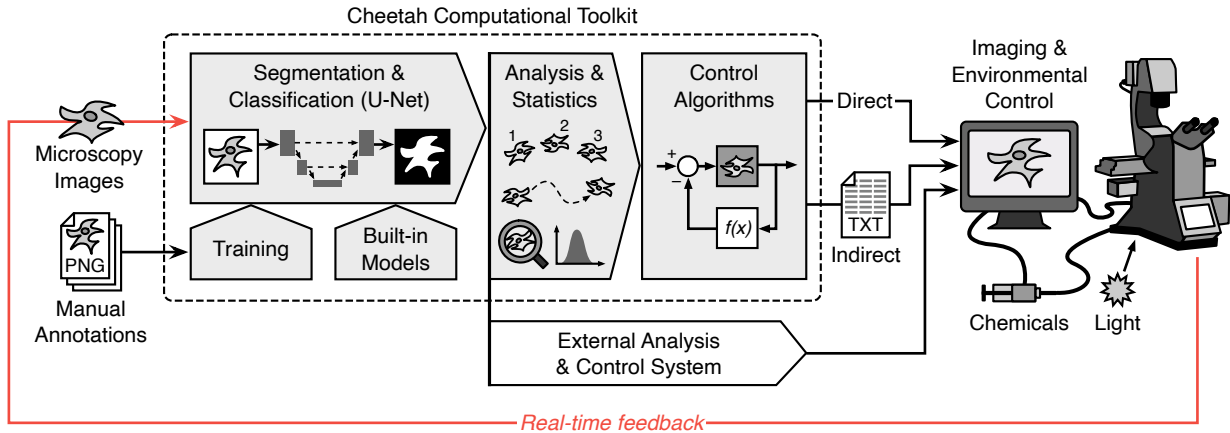 Cheetah Computational Toolkit
Segmentation &
Classification (U-Net)
Analysis &
Statistics
1
2
3
Control
Algorithms
+
−
f(x)
Direct
TXT
Indirect
Imaging &
Environmental
Control
Microscopy
Images
PNG
Manual
Annotations
Training
Built-in
Models
External Analysis
& Control System
Chemicals
Light
Real-time feedback